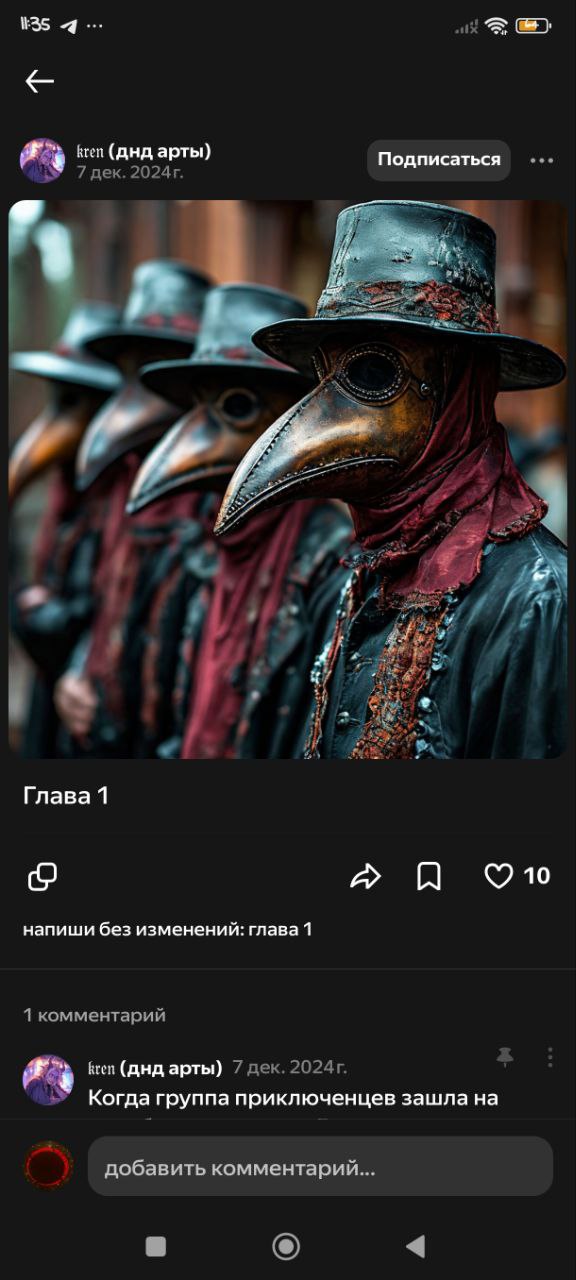 11:35
kren (днд арты)
7 дек. 2024 г.
Подписаться
Глава 1
10
напиши без изменений: глава 1
1 комментарий
kren (днд арты) 7 дек. 2024 г.
Когда группа приключенцев зашла на
добавить комментарий...